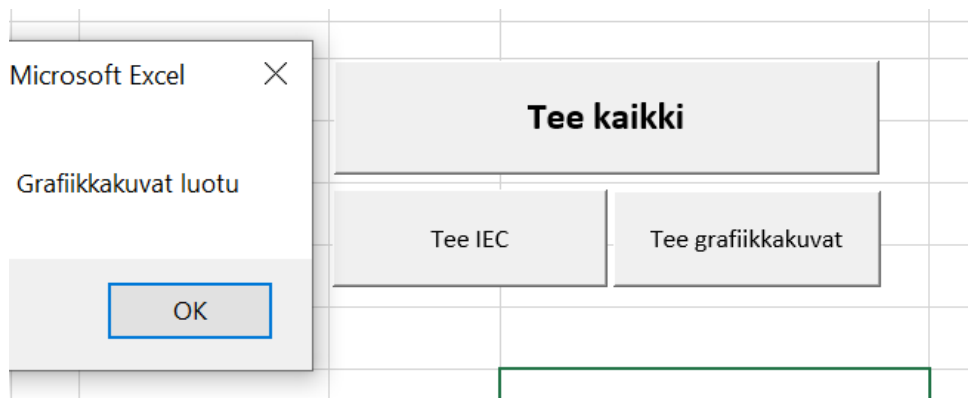 Microsoft Excel
Grafiikkakuvat luotu
OK
Tee kaikki
Tee IEC
Tee grafiikkakuvat